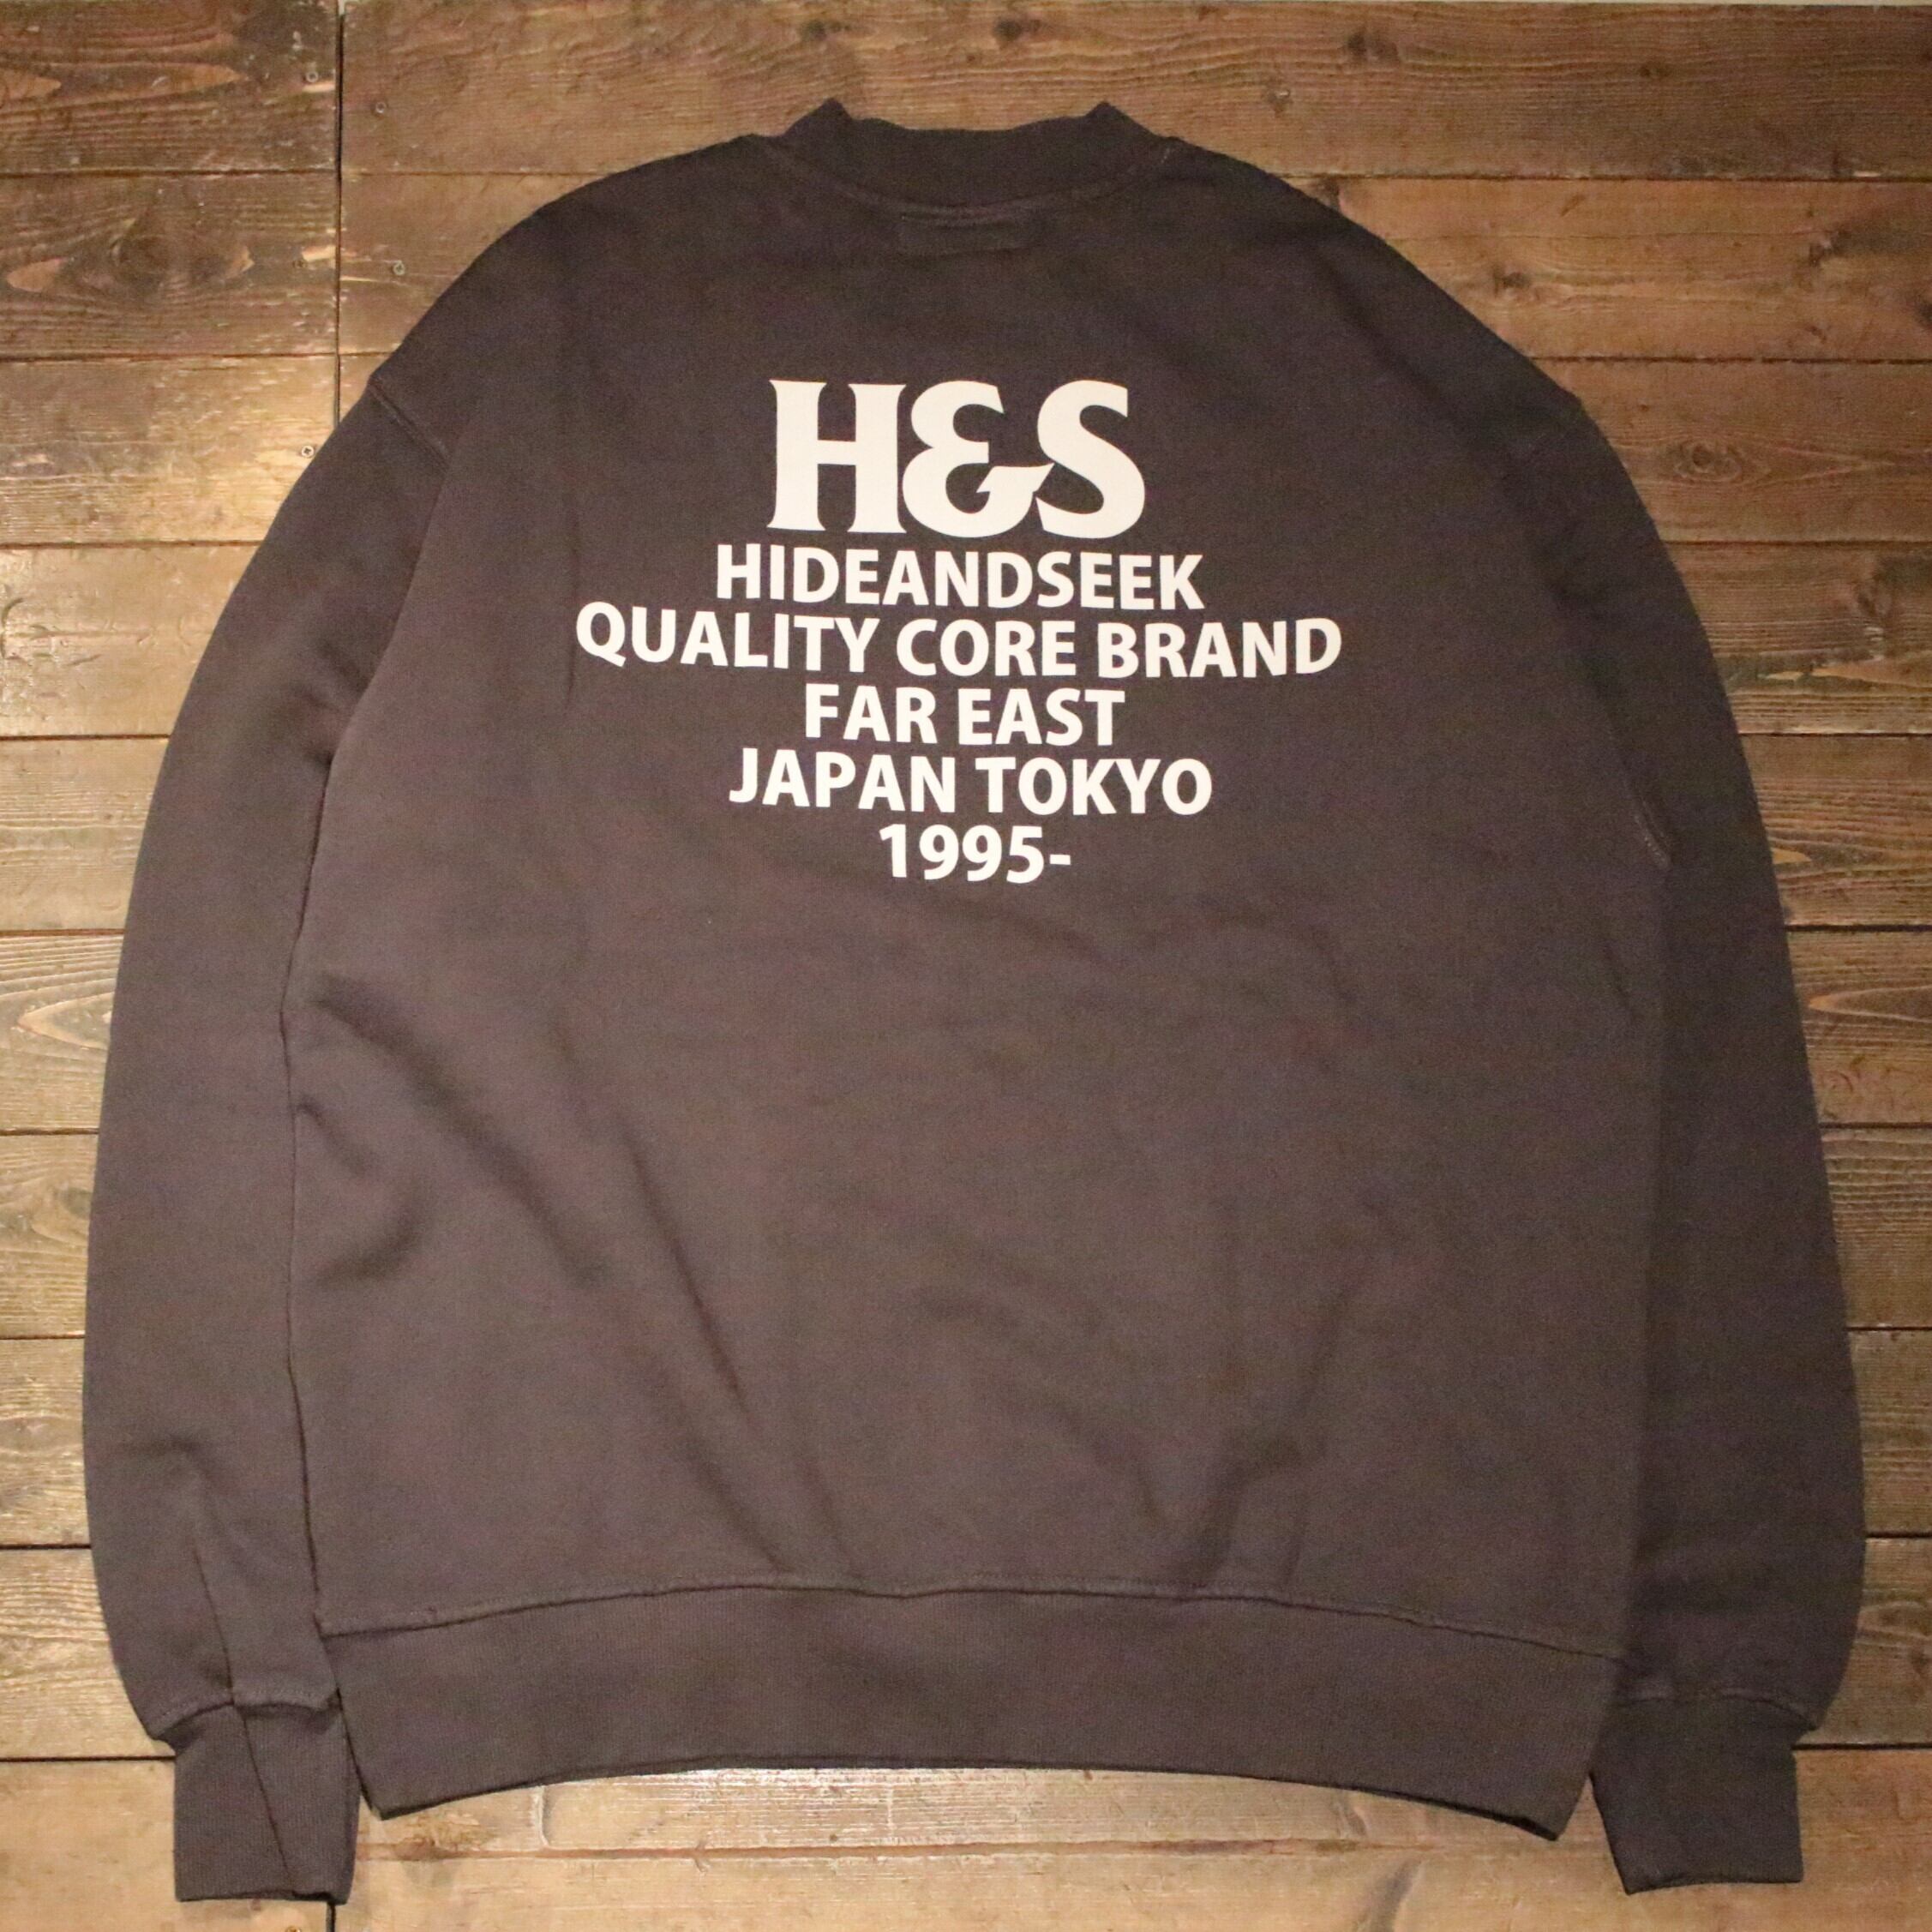 H&S
HIDEANDSEEK
QUALITY CORE BRAND
FAR EAST
JAPAN TOKYO
1995-